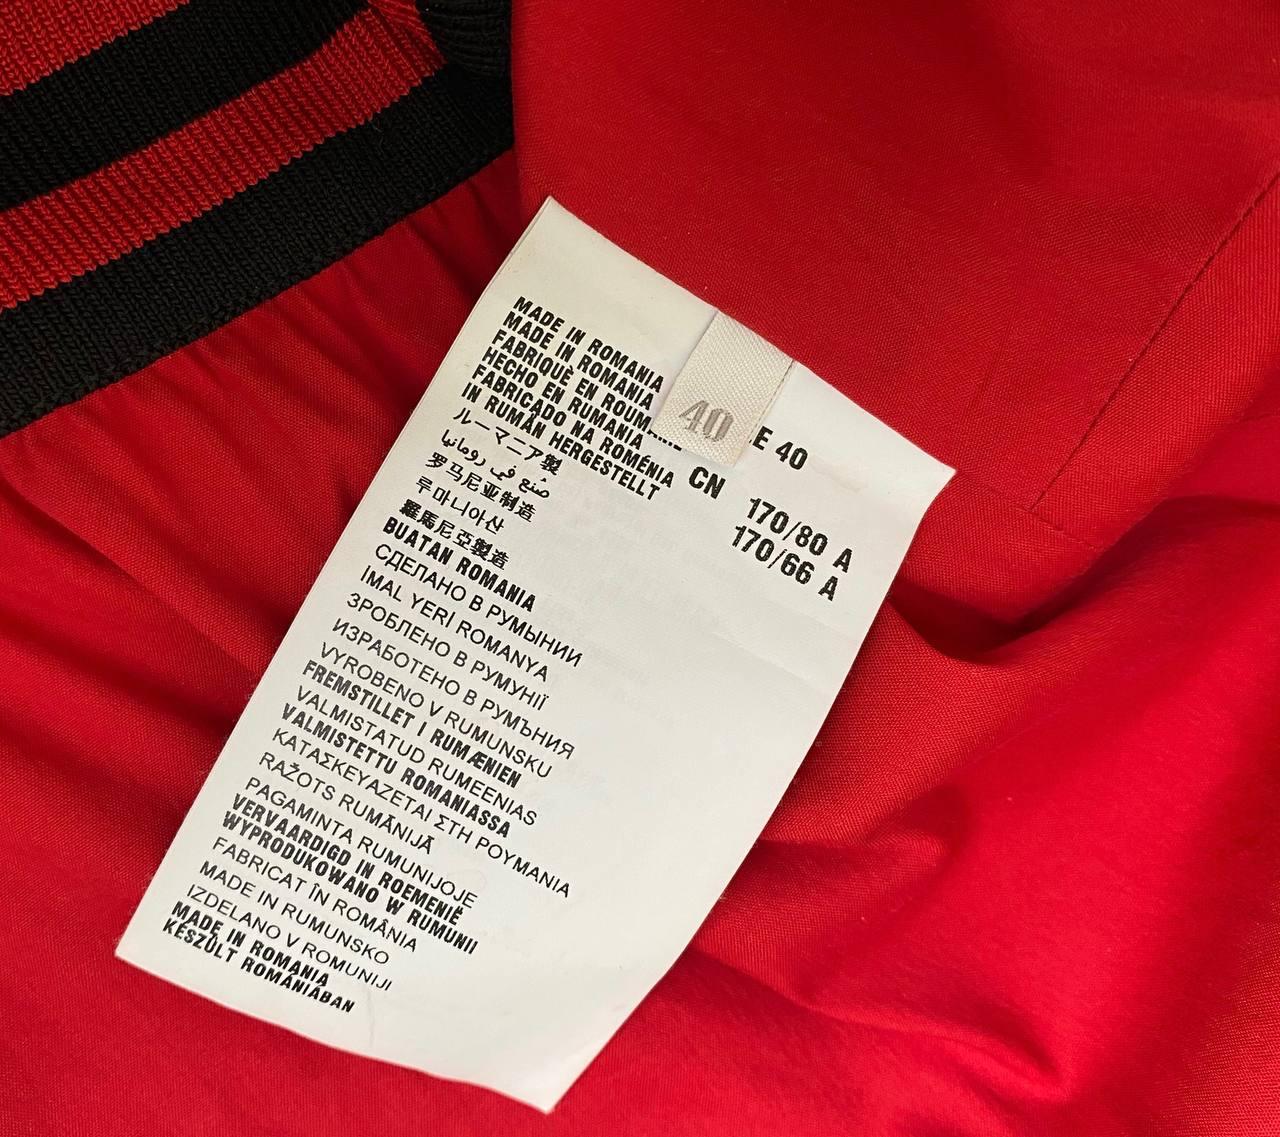 MADE IN ROMANIA
MADE IN ROMANIA
FABRIQUÈ EN
HECHO EN RUMANIA
FABRICADO NA ROMÉNIA
IN RUMÂN HERGESTELLT
ルーマニア製
صُنع في رومانيا
罗马尼亚制造
루마니아산
羅馬尼亞製造
BUATAN ROMANIA
СДЕЛАНО В РУМЫНИИ
IMAL YERI ROMANYA
ЗРОБЛЕНО В РУМУНІЇ
ИЗРАБОТЕНО В РУМЪНИЯ
VYROBENO V RUMUNSKU
FREMSTILLET I RUMÆNIEN
VALMISTATUD RUMEENIAS
VALMISTETTU ROMANIASSA
ΚΑΤΑΣΚΕΥΑΖΕΤΑΙ ΣΤΗ ΡΟΥΜΑΝΙΑ
RAŽOTS RUMĀNIJĀ
PAGAMINTA RUMUNIJOJE
VERVAARDIGD IN ROEMENIË
WYPRODUKOWANO W RUMUNII
FABRICAT ÎN ROMÂNIA
MADE IN RUMUNSKO
IZDELANO V ROMUNIJI
MADE IN ROMANIA
KÉSZÜLT ROMÁNIÁBAN
40
E 40
CN 170/80 A
170/66 A